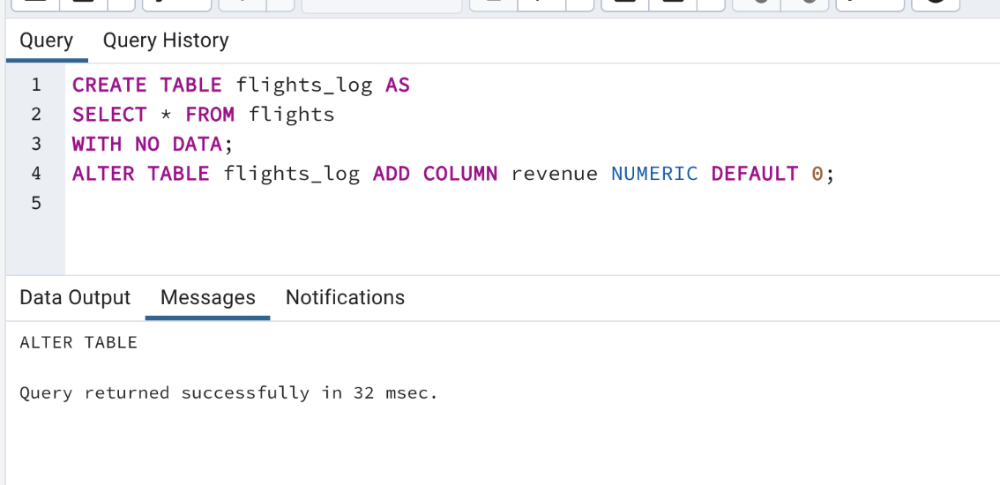 Query Query History
1 CREATE TABLE flights_log AS
2 SELECT * FROM flights
3 WITH NO DATA;
4 ALTER TABLE flights_log ADD COLUMN revenue NUMERIC DEFAULT 0;
5
Data Output Messages Notifications
ALTER TABLE
Query returned successfully in 32 msec.